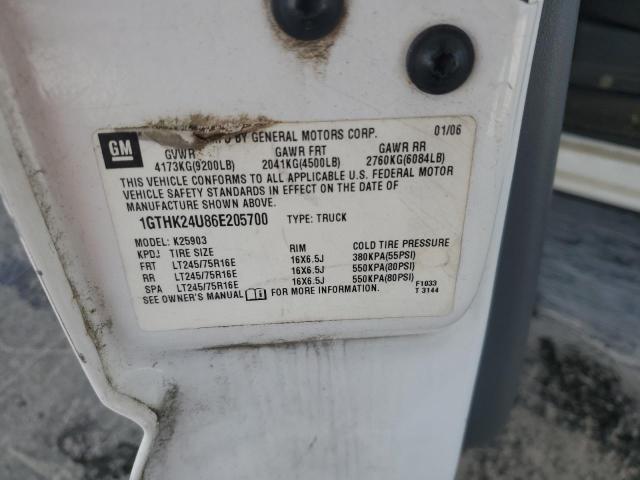 GM
BY GENERAL MOTORS CORP. 01/06
GVWR GAWR FRT GAWR RR
4173KG(9200LB) 2041KG(4500LB) 2760KG(6084LB)
THIS VEHICLE CONFORMS TO ALL APPLICABLE U.S. FEDERAL MOTOR
VEHICLE SAFETY STANDARDS IN EFFECT ON THE DATE OF
MANUFACTURE SHOWN ABOVE.
1GTHK24U86E205700 TYPE: TRUCK
MODEL: K25903
KPDJ TIRE SIZE RIM COLD TIRE PRESSURE
FRT LT245/75R16E 16X6.5J 380KPA(55PSI)
RR LT245/75R16E 16X6.5J 550KPA(80PSI)
SPA LT245/75R16E 16X6.5J 550KPA(80PSI)
SEE OWNER'S MANUAL FOR MORE INFORMATION.
F1033
T3144